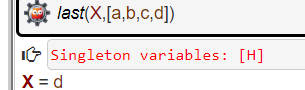 last(X,[a,b,c,d])
Singleton variables: [H]
X = d